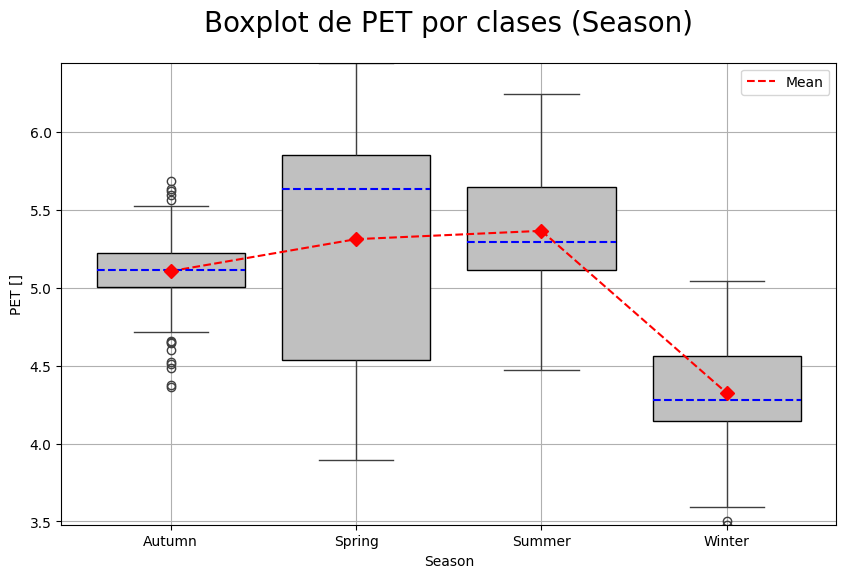 Boxplot de PET por clases (Season)
Mean
6.0
5.5
5.0
4.5
4.0
3.5
PET []
Autumn Spring Summer Winter
Season